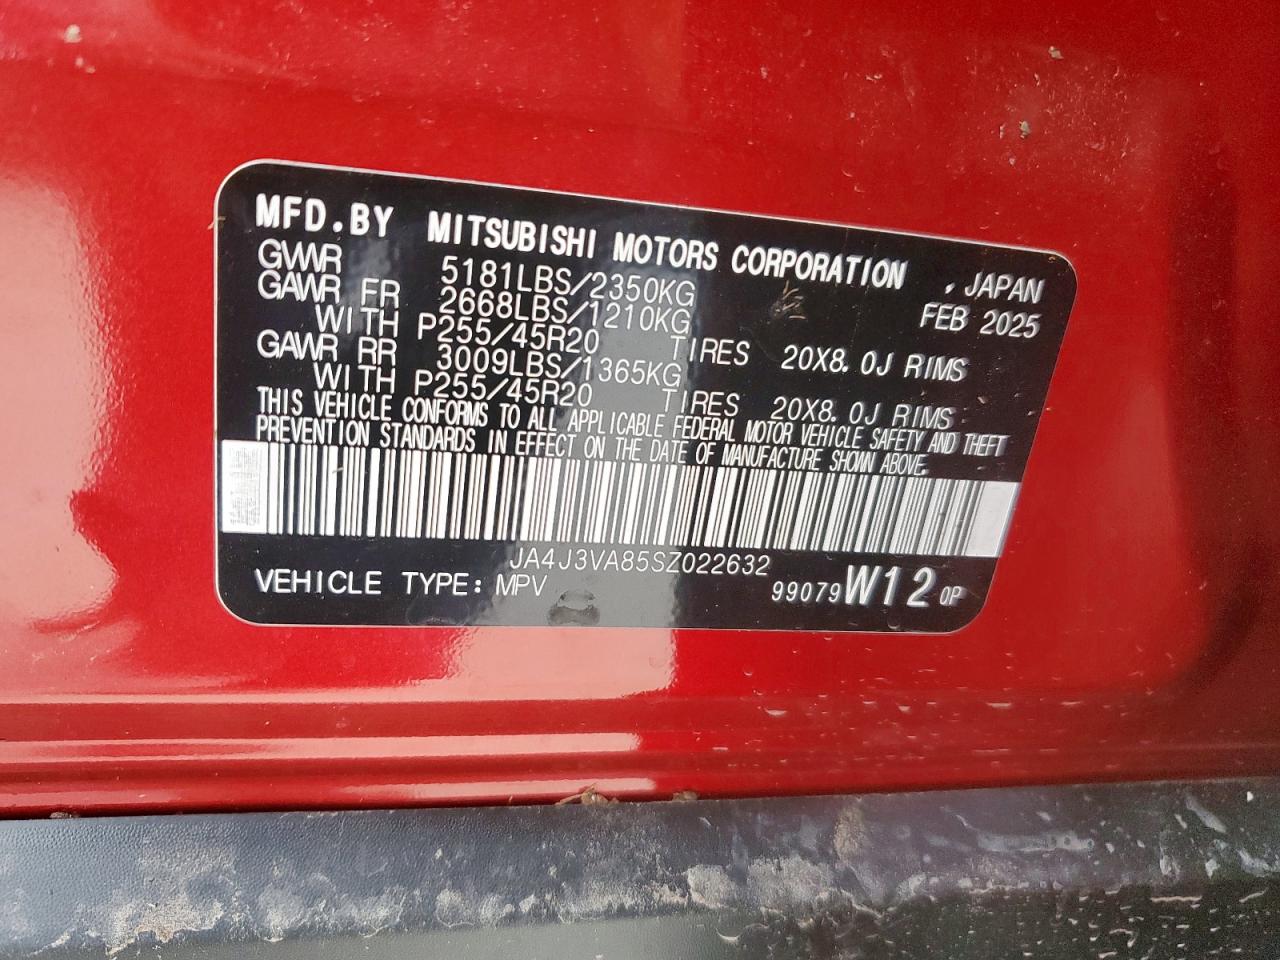 MFD.BY MITSUBISHI MOTORS CORPORATION , JAPAN
GWWR 5181LBS/2350KG FEB 2025
GAWR FR 2668LBS/1210KG
WITH P255/45R20 TIRES 20X8.0J RIMS
GAWR RR 3009LBS/1365KG
WITH P255/45R20 TIRES 20X8.0J RIMS
THIS VEHICLE CONFORMS TO ALL APPLICABLE FEDERAL MOTOR VEHICLE SAFETY AND THEFT
PREVENTION STANDARDS IN EFFECT ON THE DATE OF MANUFACTURE SHOWN ABOVE.
JA4J3VA85SZ022632
VEHICLE TYPE: MPV 99079 W12 OP